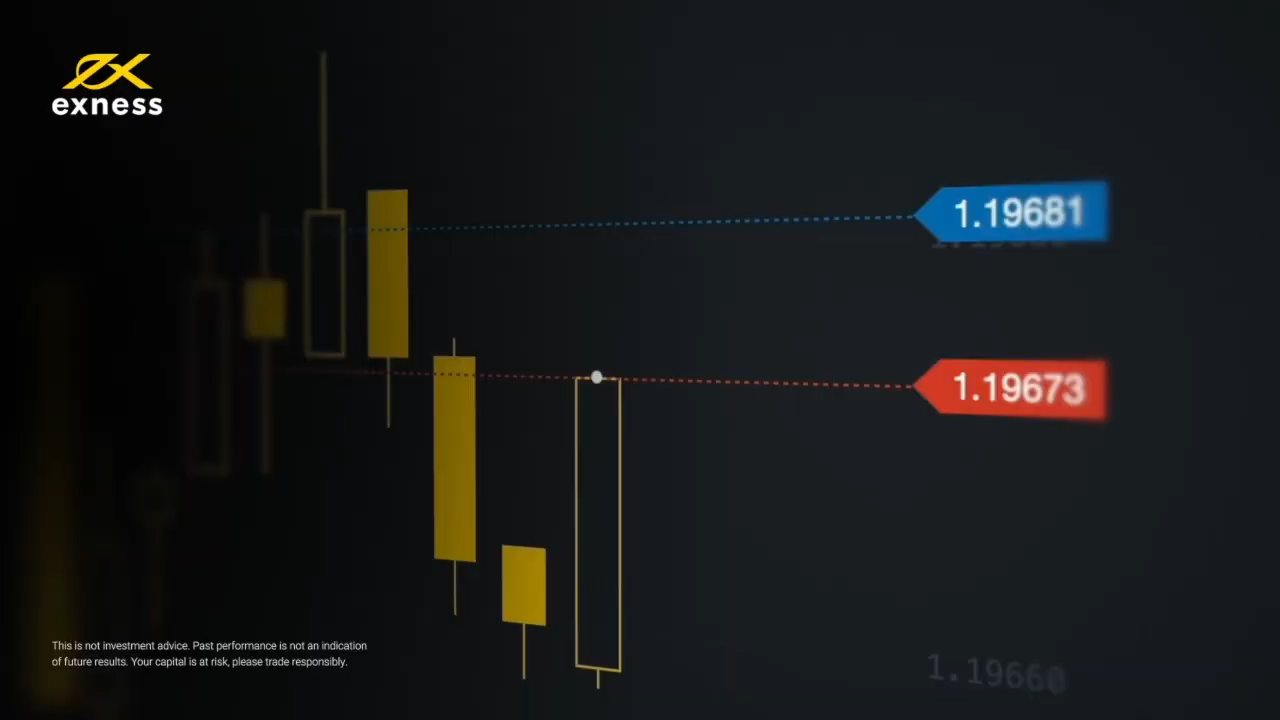 exness
1.19681
1.19673
This is not investment advice. Past performance is not an indication
of future results. Your capital is at risk, please trade responsibly.
1.19660